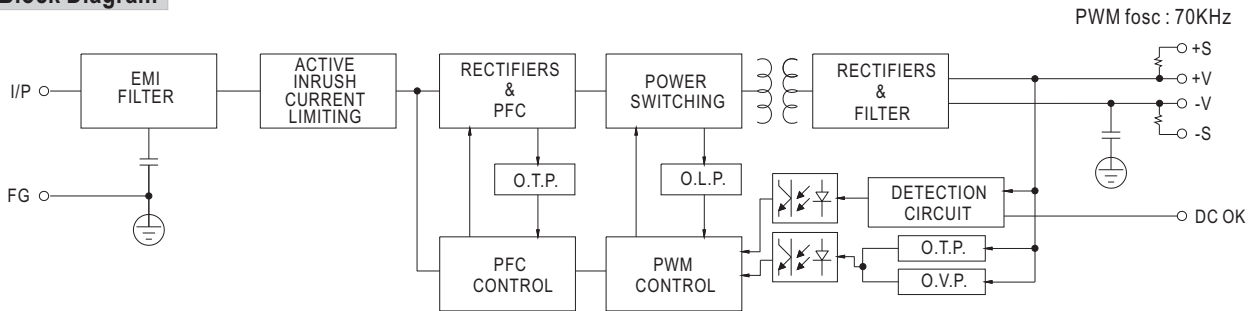 Block Diagram
PWM fosc : 70KHz
I/P
EMI
FILTER
ACTIVE
INRUSH
CURRENT
LIMITING
RECTIFIERS
&
PFC
POWER
SWITCHING
RECTIFIERS
&
FILTER
+S
+V
-V
-S
FG
O.T.P.
O.L.P.
DETECTION
CIRCUIT
DC OK
PFC
CONTROL
PWM
CONTROL
O.T.P.
O.V.P.